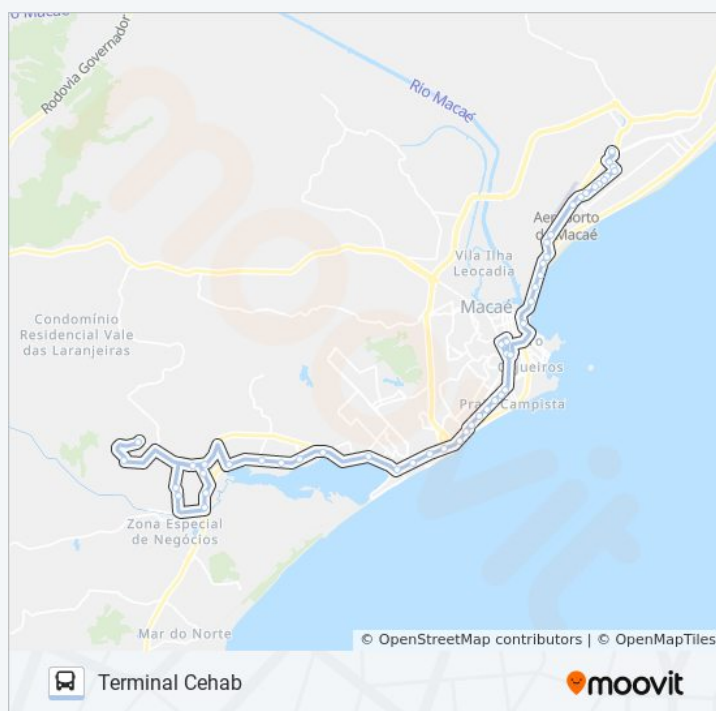 Rio Macaé
Rodovia Governador
Aeroporto
de Macaé
Vila Ilha
Leocadia
Macaé
Condomínio
Residencial Vale
das Laranjeiras
Praia Campista
Zona Especial
de Negócios
Mar do Norte
© OpenStreetMap contributors | © OpenMapTiles
Terminal Cehab
moovit